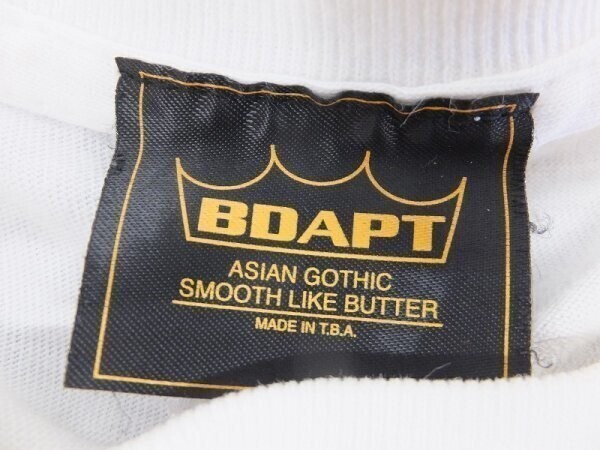 BDAPT
ASIAN GOTHIC
SMOOTH LIKE BUTTER
MADE IN T.B.A.